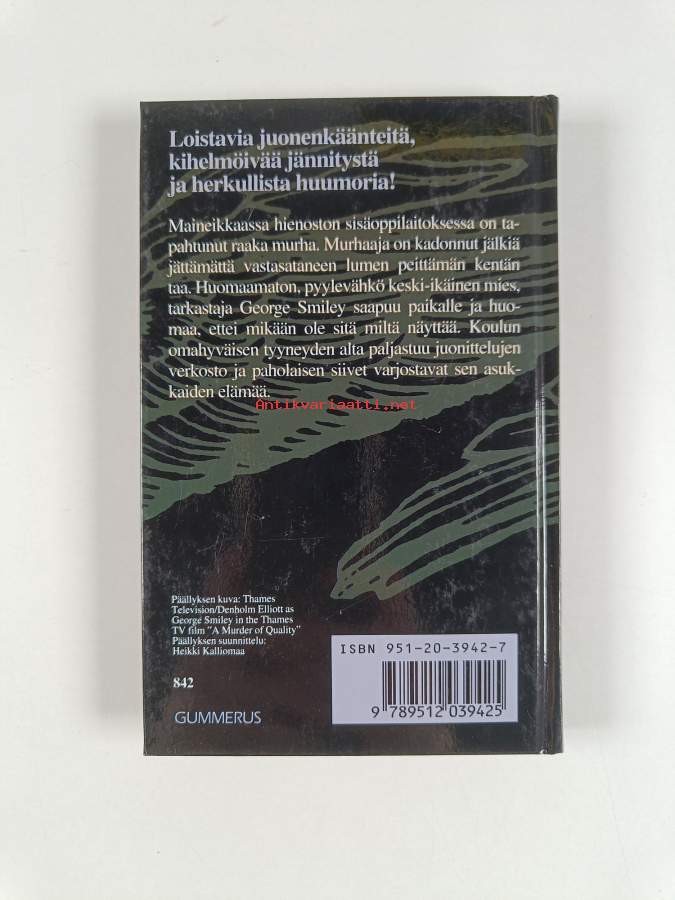 Loistavia juonenkäänteitä,
kihelmöivää jännitystä
ja herkullista huumoria!
Maineikkaassa hienoston sisäoppilaitoksessa on ta-
pahtunut raaka murha. Murhaaja on kadonnut jälkiä
jättämättä vastasataneen lumen peittämän kentän
taa. Huomaamaton, pyylevähkö keski-ikäinen mies,
tarkastaja George Smiley saapuu paikalle ja huo-
maa, ettei mikään ole sitä miltä näyttää. Koulun
omahyväisen tyyneyden alta paljastuu juonittelujen
verkosto ja paholaisen siivet varjostavat sen asuk-
kaiden elämää.
Antikvariaatti.net
Päällyksen kuva: Thames
Television/Denholm Elliott as
George Smiley in the Thames
TV film "A Murder of Quality"
Päällyksen suunnittelu:
Heikki Kalliomaa
842
GUMMERUS
ISBN 951-20-3942-7
9 789512 039425